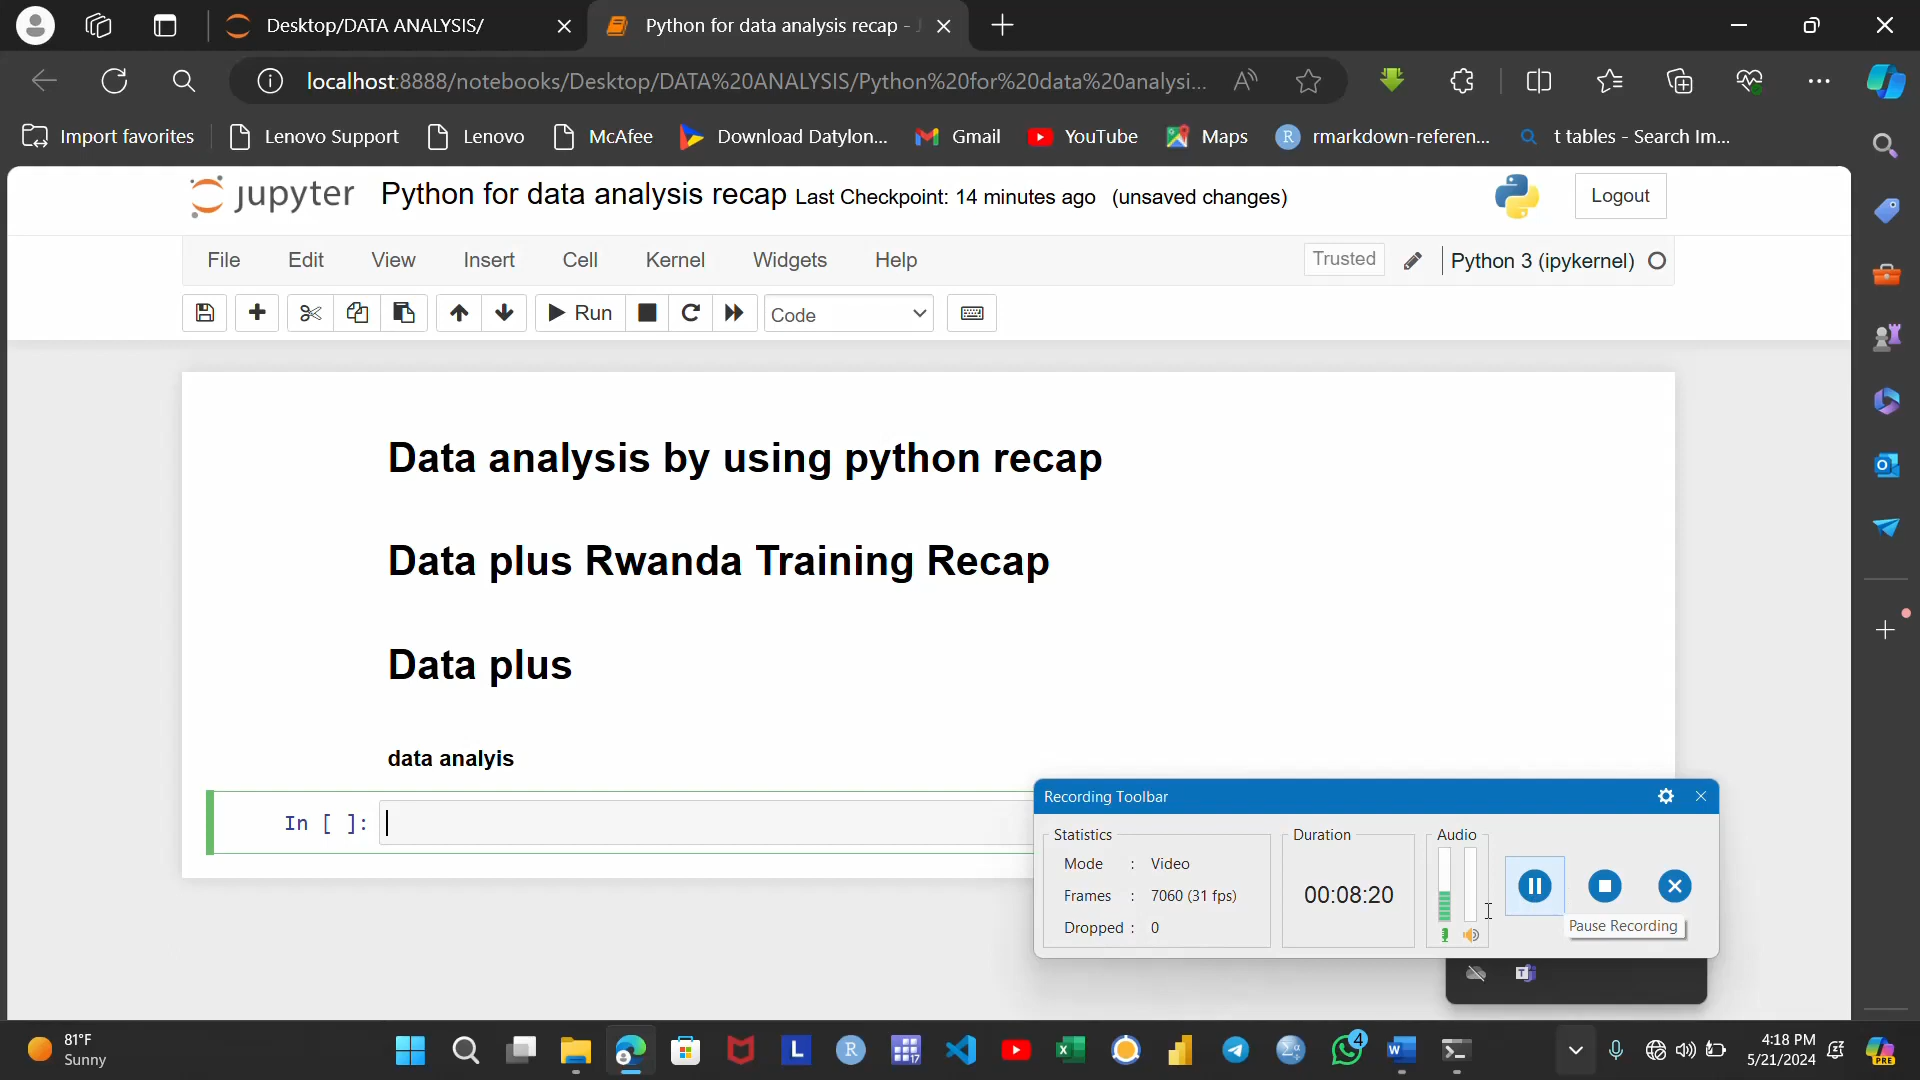 Desktop/DATA ANALYSIS/
Python for data analysis recap - J
localhost:8888/notebooks/Desktop/DATA%20ANALYSIS/Python%20for%20data%20analysi...
Import favorites
Lenovo Support
Lenovo
McAfee
Download Datylon...
Gmail
YouTube
Maps
rmarkdown-referen...
t tables - Search Im...
jupyter
Python for data analysis recap Last Checkpoint: 14 minutes ago (unsaved changes)
Logout
File
Edit
View
Insert
Cell
Kernel
Widgets
Help
Trusted
Python 3 (ipykernel)
Run
Code
Data analysis by using python recap
Data plus Rwanda Training Recap
Data plus
data analyis
In [ ]:
Recording Toolbar
Statistics
Mode : Video
Frames : 7060 (31 fps)
Dropped : 0
Duration
00:08:20
Audio
Pause Recording
81°F
Sunny
4
4:18 PM
5/21/2024